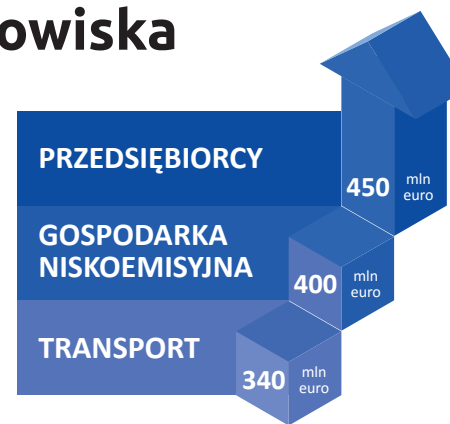 owiska
PRZEDSIĘBIORCY
450 mln
euro
GOSPODARKA
NISKOEMISYJNA
400 mln
euro
TRANSPORT
340 mln
euro